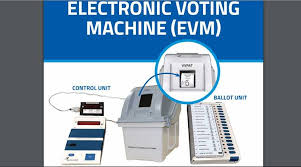 ELECTRONIC VOTING
MACHINE (EVM)
VVPAT
CONTROL UNIT
BALLOT UNIT